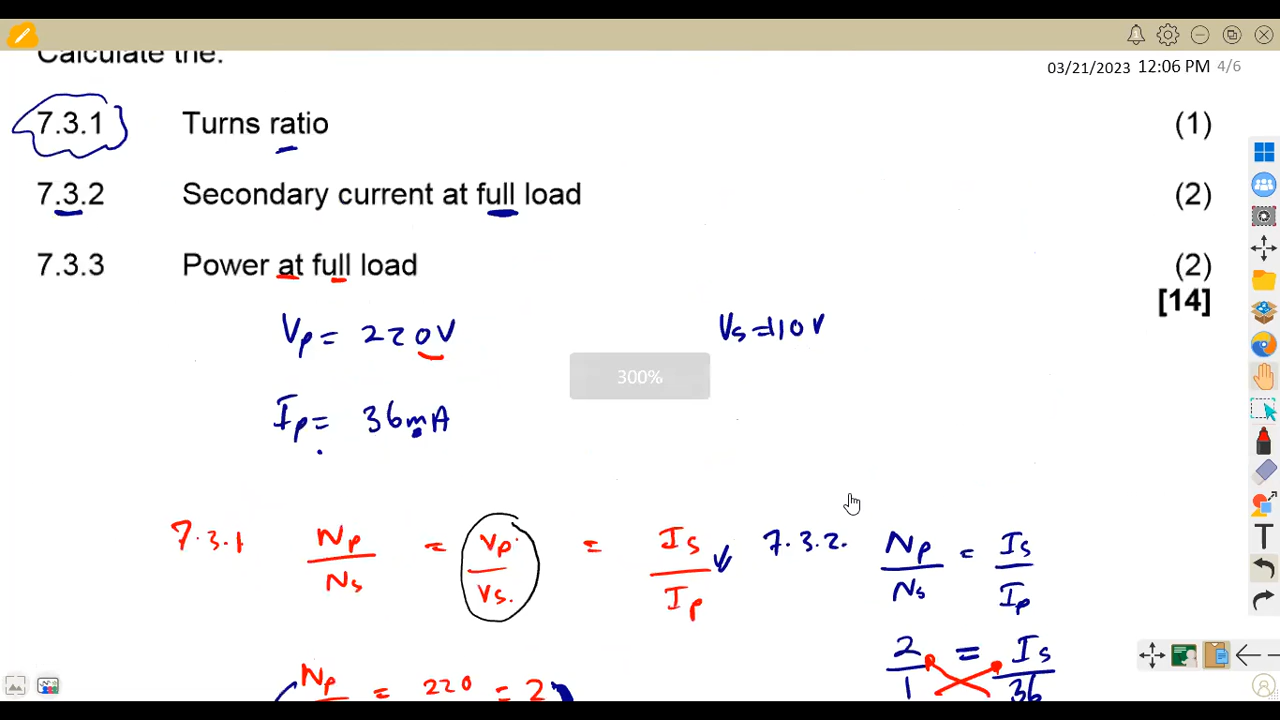 Calculate the:
03/21/2023 12:06 PM 4/6
7.3.1 Turns ratio (1)
7.3.2 Secondary current at full load (2)
7.3.3 Power at full load (2)
[14]
Vp = 220V Vs = 110V
300%
Ip = 36mA
7.3.1 Np/Ns = Vp/Vs. = Is/Ip
7.3.2. Np/Ns = Is/Ip
2/1 = Is/36
Np = 220 = 2